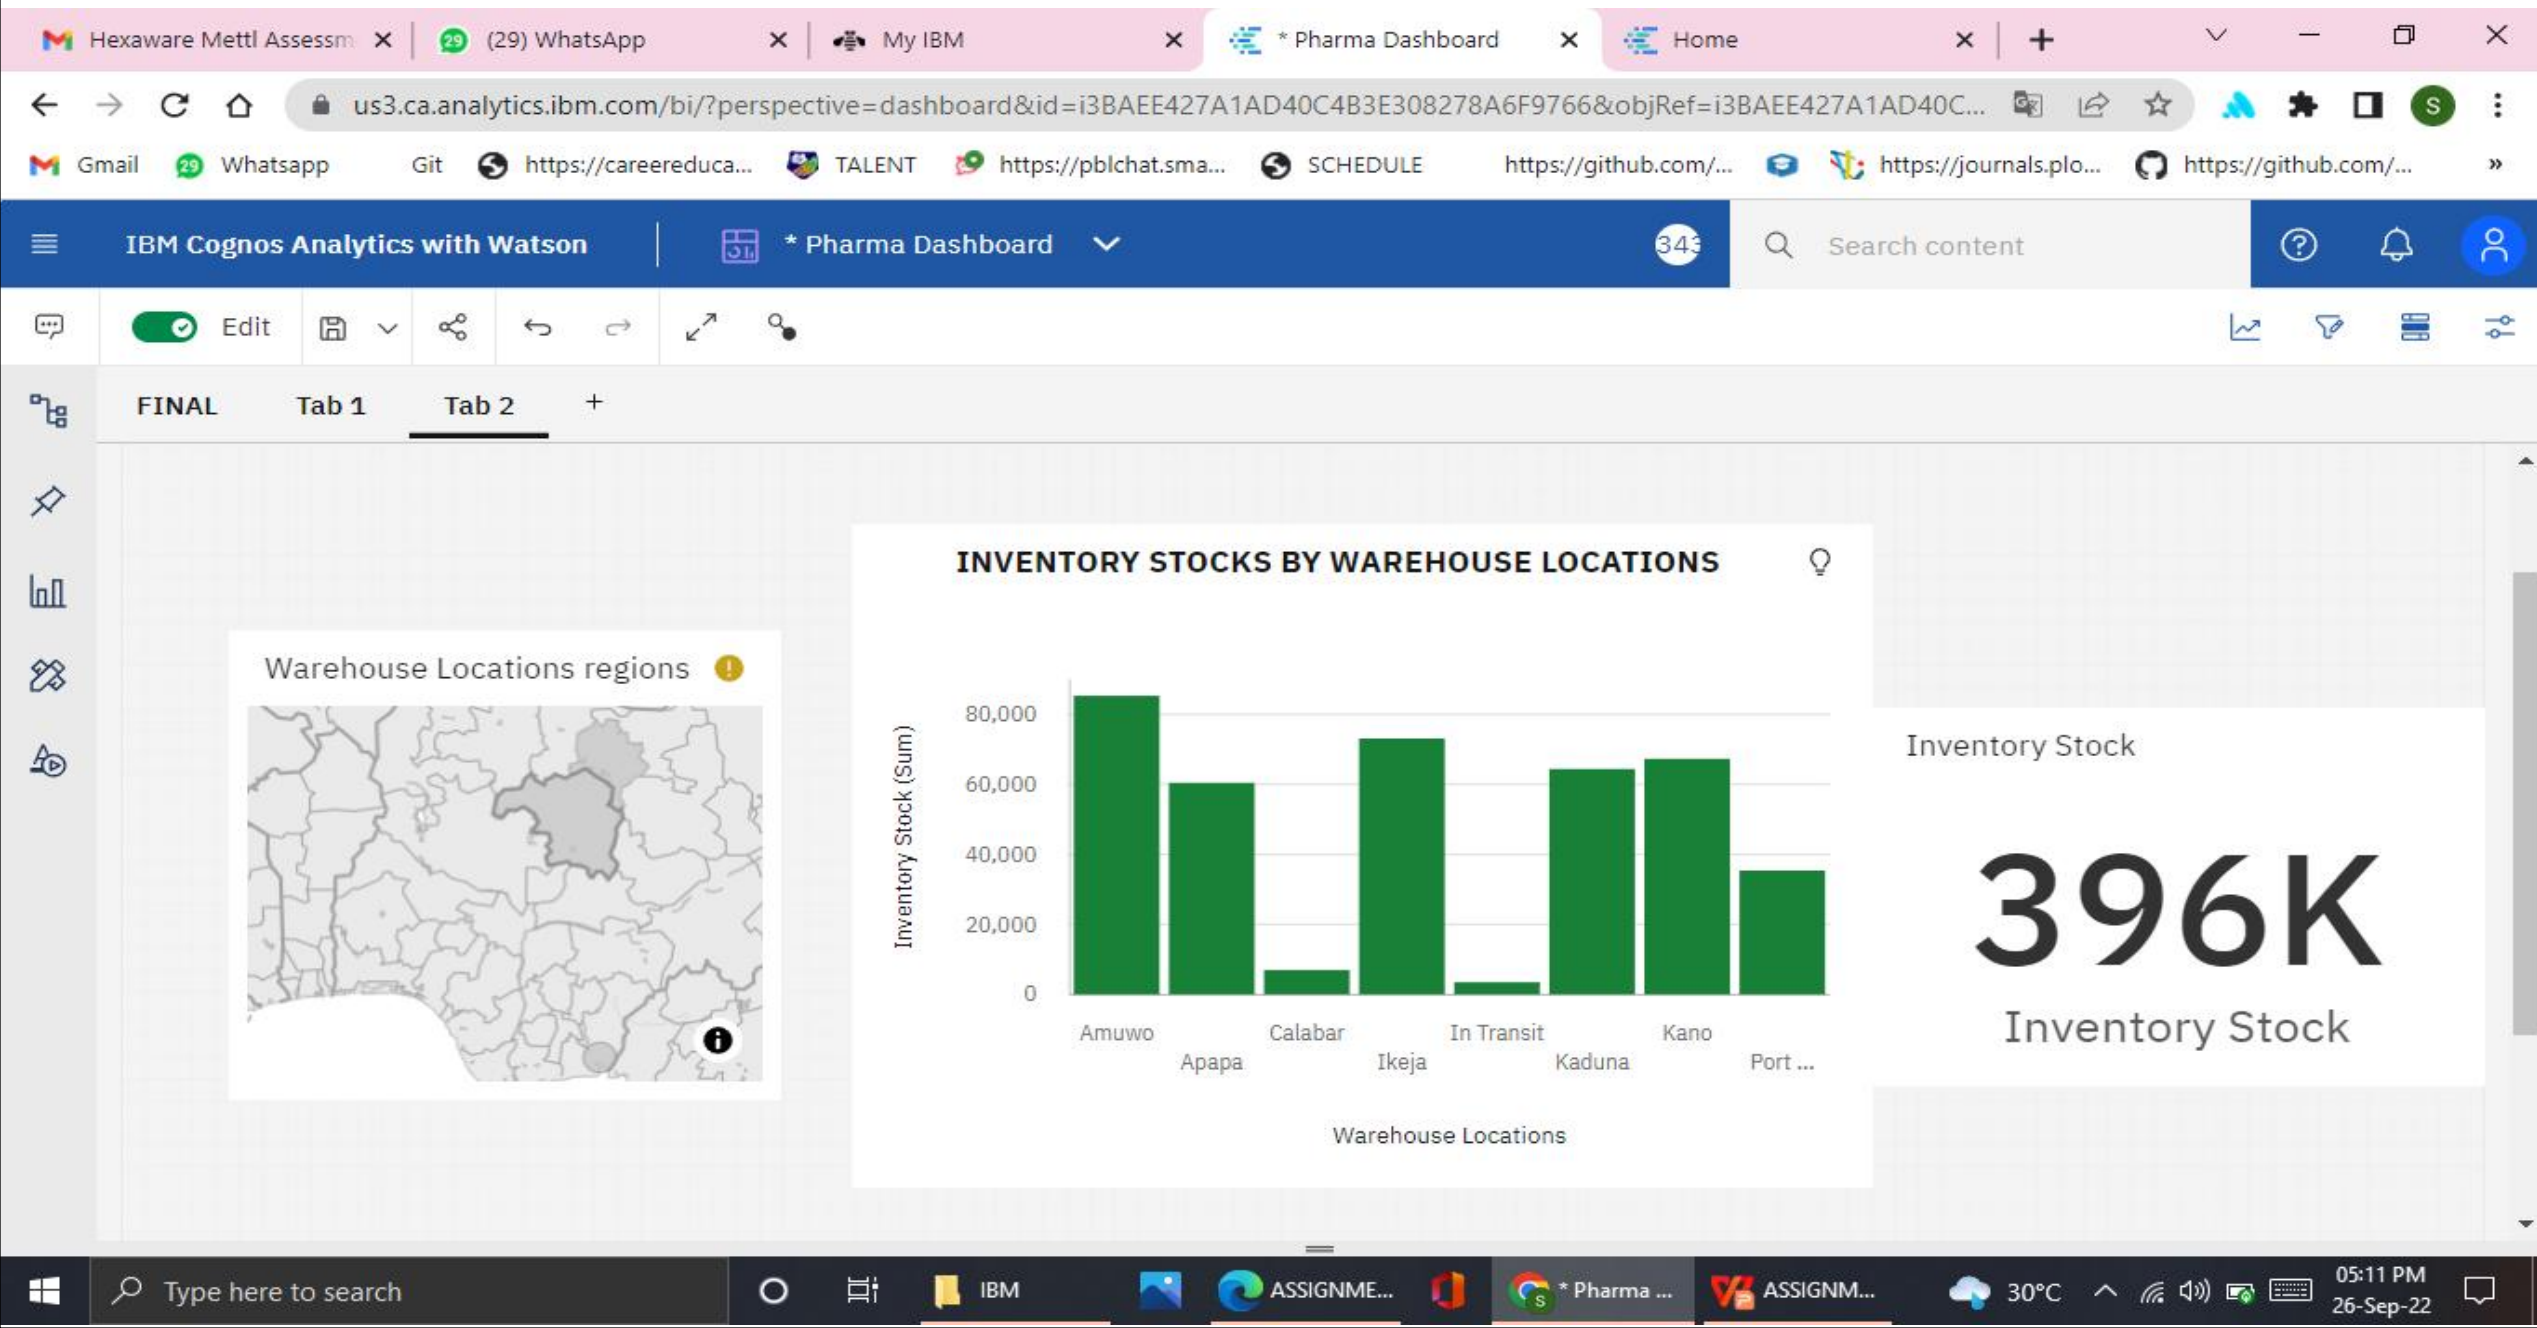 Hexaware Mettl Assessm
29 (29) WhatsApp
My IBM
* Pharma Dashboard
Home
us3.ca.analytics.ibm.com/bi/?perspective=dashboard&id=i3BAEE427A1AD40C4B3E308278A6F9766&objRef=i3BAEE427A1AD40C...
S
Gmail
29 Whatsapp
Git
https://careereduca...
TALENT
https://pblchat.sma...
SCHEDULE
https://github.com/...
https://journals.plo...
https://github.com/...
»
IBM Cognos Analytics with Watson
* Pharma Dashboard
343
Search content
Edit
FINAL
Tab 1
Tab 2
+
INVENTORY STOCKS BY WAREHOUSE LOCATIONS
Warehouse Locations regions
Inventory Stock (Sum)
80,000
60,000
40,000
20,000
0
Amuwo
Apapa
Calabar
Ikeja
In Transit
Kaduna
Kano
Port ...
Warehouse Locations
Inventory Stock
396K
Inventory Stock
Type here to search
IBM
ASSIGNME...
S
* Pharma ...
ASSIGNM...
30°C
05:11 PM
26-Sep-22